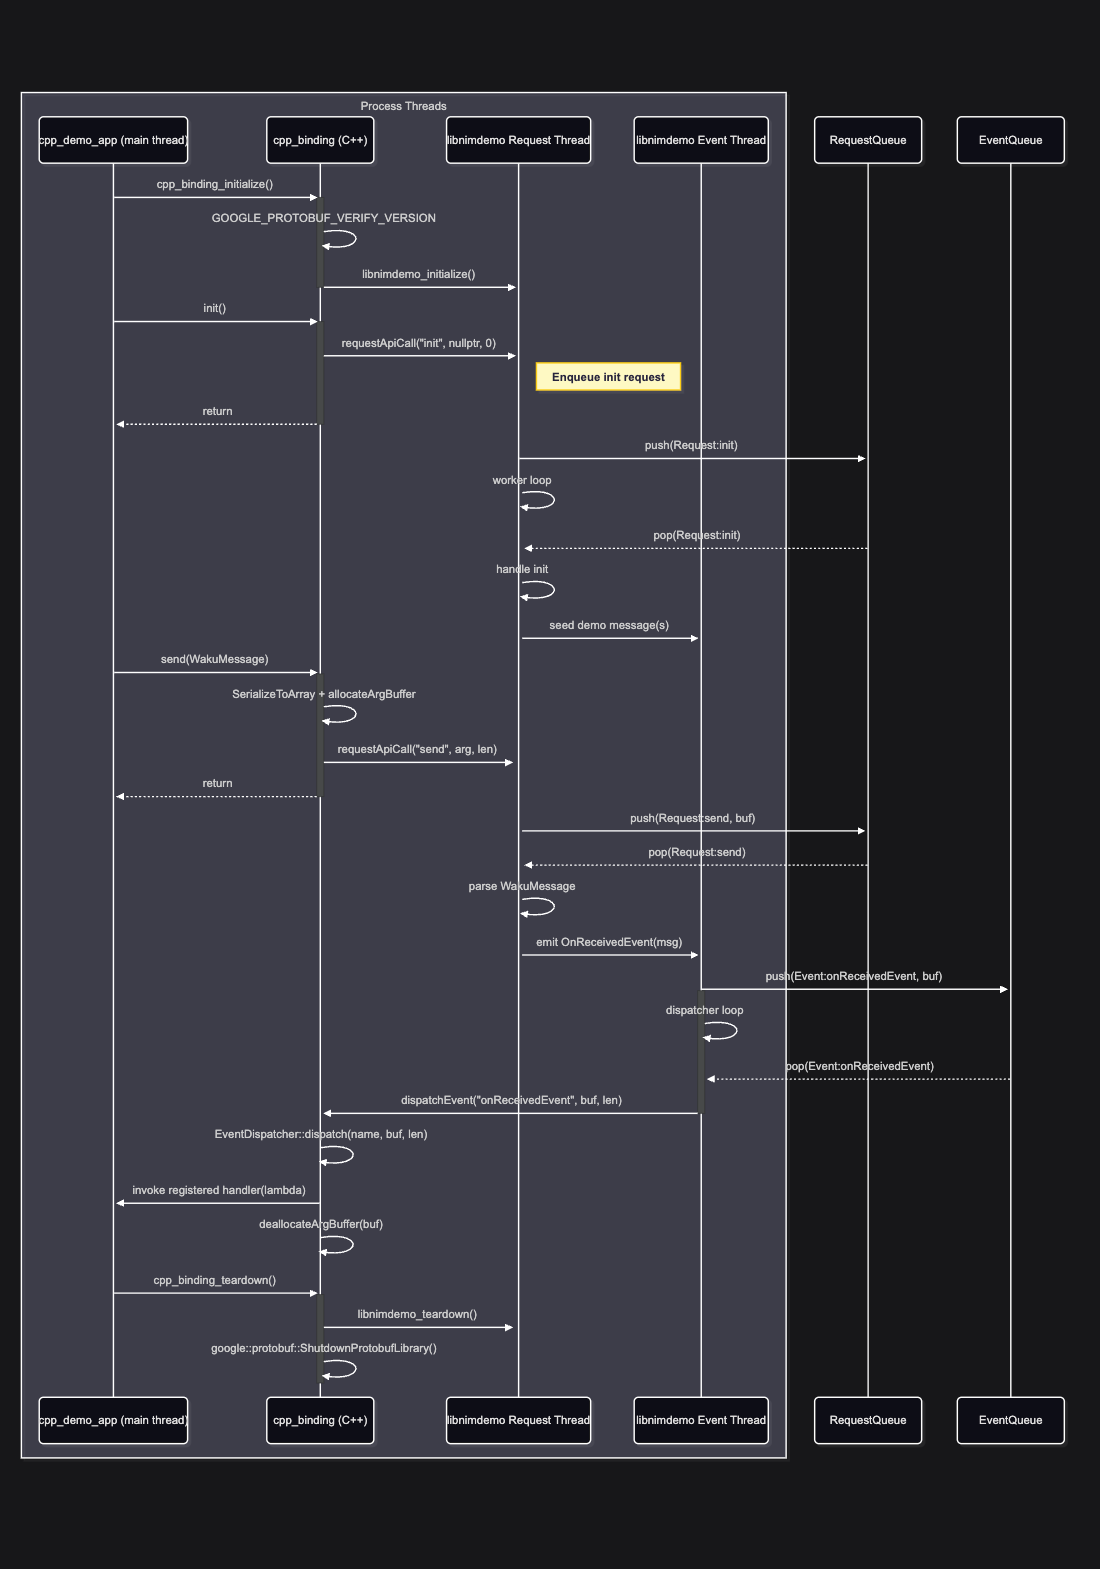 Process Threads
cpp_demo_app (main thread)
cpp_binding (C++)
libnimdemo Request Thread
libnimdemo Event Thread
RequestQueue
EventQueue
cpp_binding_initialize()
GOOGLE_PROTOBUF_VERIFY_VERSION
libnimdemo_initialize()
init()
requestApiCall("init", nullptr, 0)
Enqueue init request
return
push(Request:init)
worker loop
pop(Request:init)
handle init
seed demo message(s)
send(WakuMessage)
SerializeToArray + allocateArgBuffer
requestApiCall("send", arg, len)
return
push(Request:send, buf)
pop(Request:send)
parse WakuMessage
emit OnReceivedEvent(msg)
push(Event:onReceivedEvent, buf)
dispatcher loop
pop(Event:onReceivedEvent)
dispatchEvent("onReceivedEvent", buf, len)
EventDispatcher::dispatch(name, buf, len)
invoke registered handler(lambda)
deallocateArgBuffer(buf)
cpp_binding_teardown()
libnimdemo_teardown()
google::protobuf::ShutdownProtobufLibrary()
cpp_demo_app (main thread)
cpp_binding (C++)
libnimdemo Request Thread
libnimdemo Event Thread
RequestQueue
EventQueue